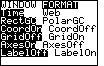 WINDOW FORMAT
Time Web
RectGC PolarGC
CoordOn CoordOff
GridOff GridOn
AxesOn AxesOff
LabelOff LabelOn